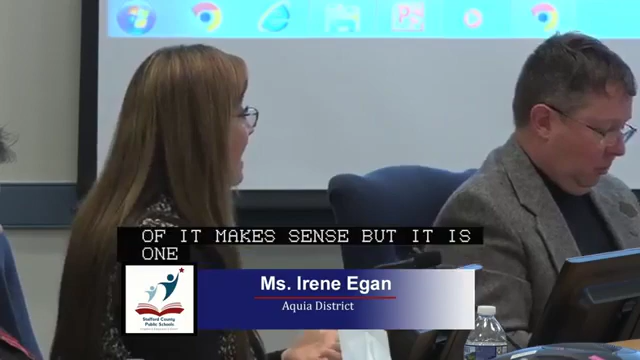 OF IT MAKES SENSE BUT IT IS
ONE
Ms. Irene Egan
Aquia District
Stafford County
Public Schools